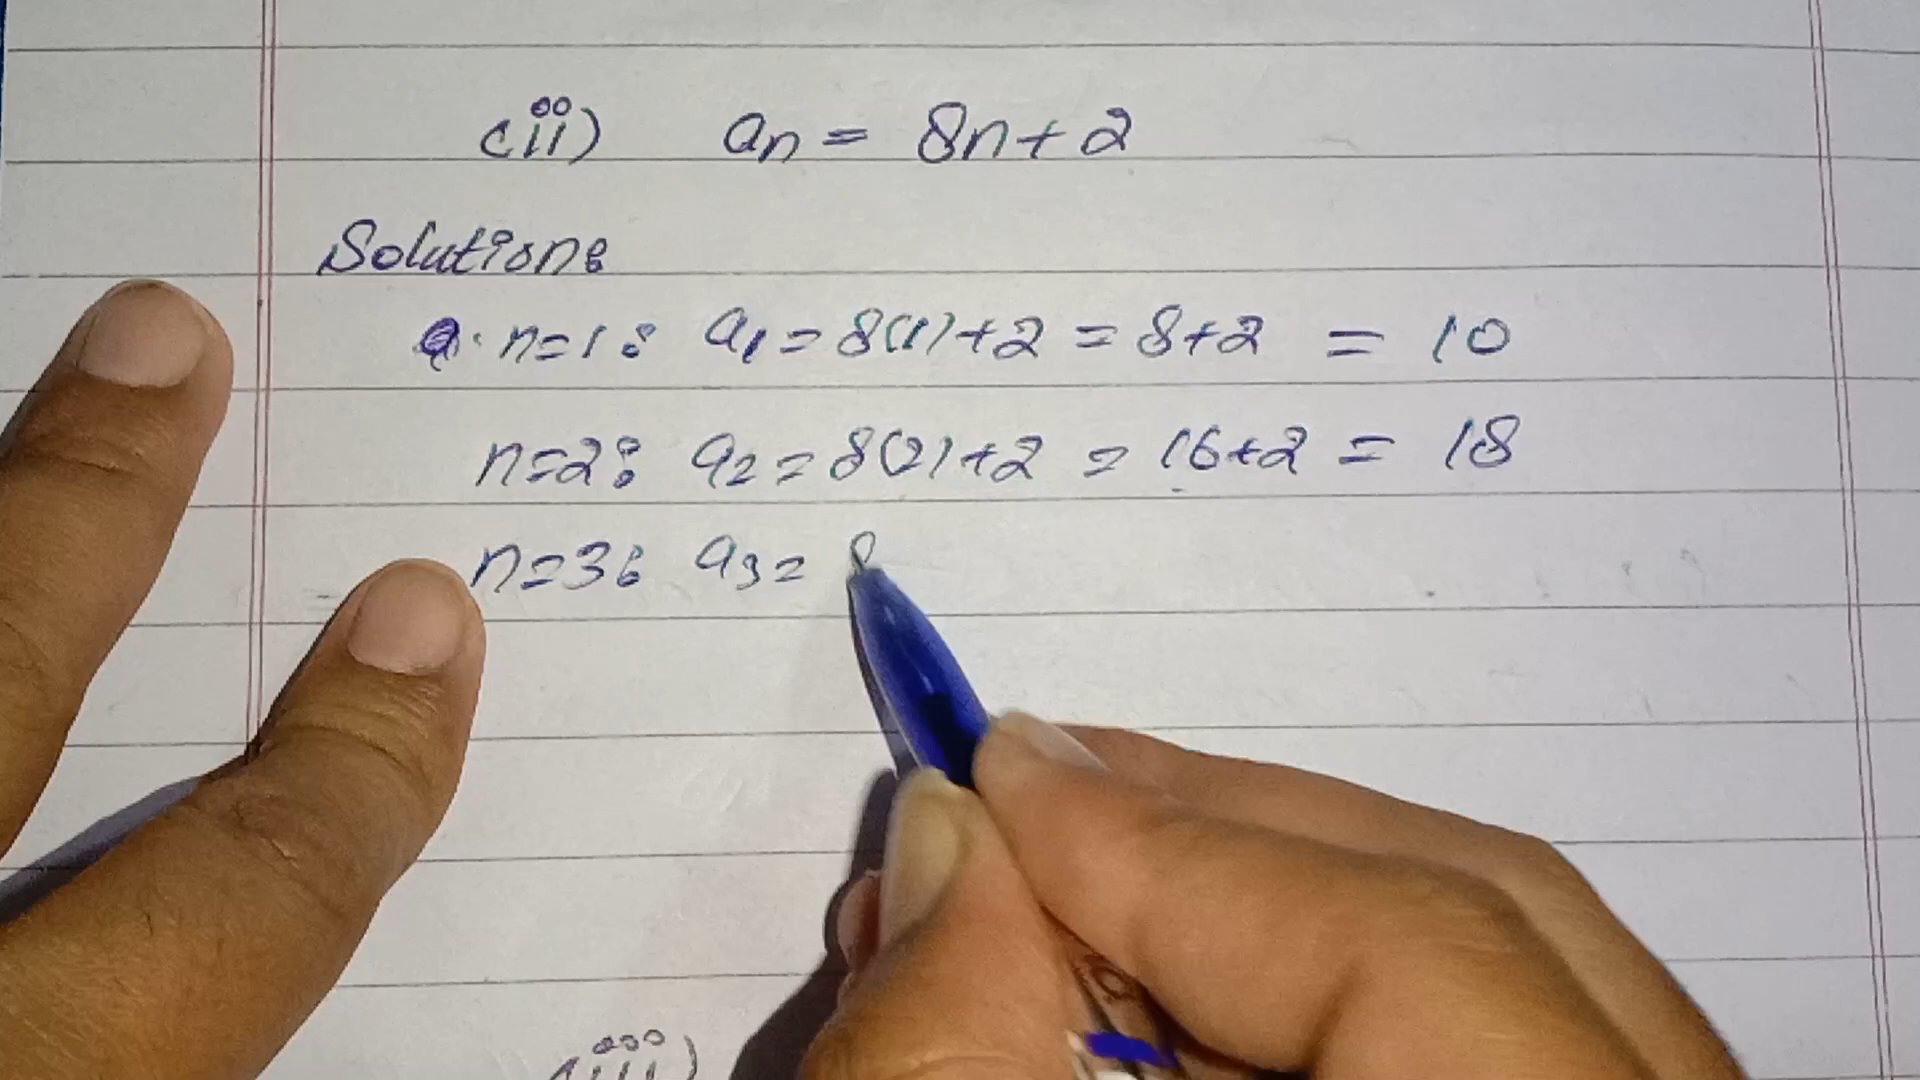 (ii) an = 8n+2
Solution:
n=1: a1 = 8(1)+2 = 8+2 = 10
n=2: a2 = 8(2)+2 = 16+2 = 18
n=3: a3 = 8
(iii)